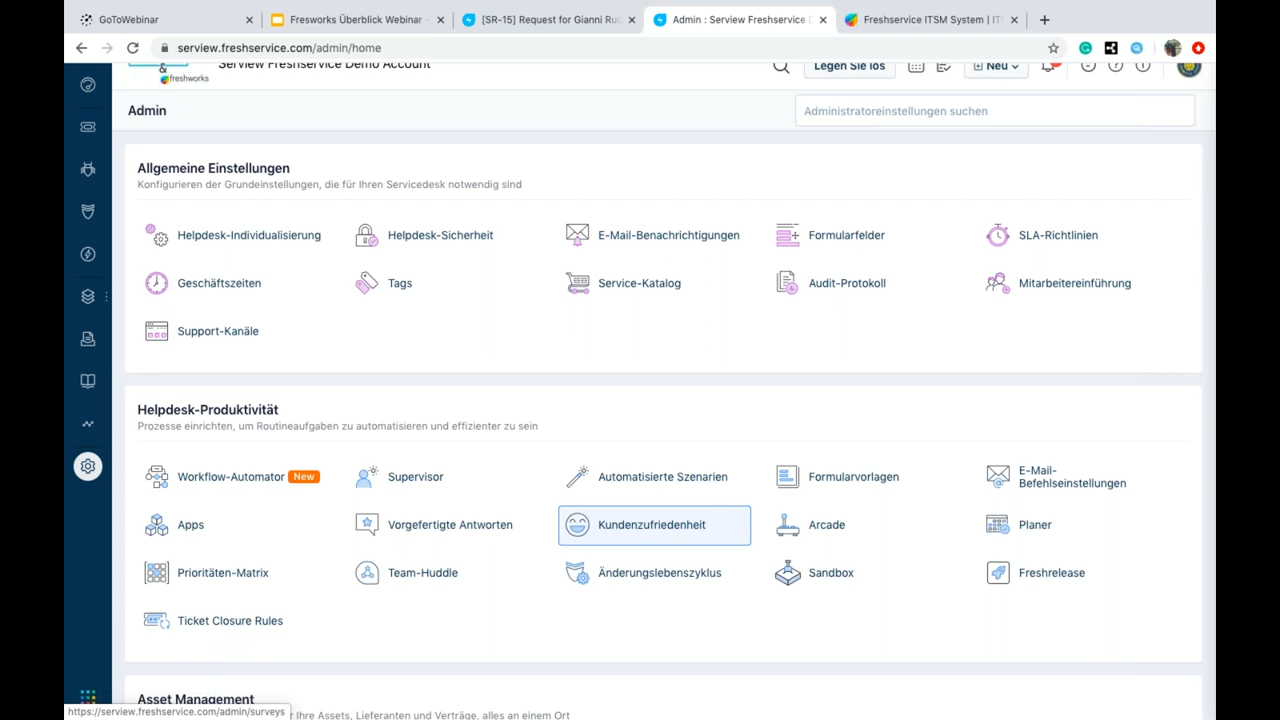 GoToWebinar
Fresworks Überblick Webinar -
[SR-15] Request for Gianni Ruc
Admin : Serview Freshservice D
Freshservice ITSM System | IT
serview.freshservice.com/admin/home
&
freshworks
Serview Freshservice Demo Account
Legen Sie los
Neu
Admin
Administratoreinstellungen suchen
Allgemeine Einstellungen
Konfigurieren der Grundeinstellungen, die für Ihren Servicedesk notwendig sind
Helpdesk-Individualisierung
Helpdesk-Sicherheit
E-Mail-Benachrichtigungen
Formularfelder
SLA-Richtlinien
Geschäftszeiten
Tags
Service-Katalog
Audit-Protokoll
Mitarbeitereinführung
Support-Kanäle
Helpdesk-Produktivität
Prozesse einrichten, um Routineaufgaben zu automatisieren und effizienter zu sein
Workflow-Automator New
Supervisor
Automatisierte Szenarien
Formularvorlagen
E-Mail-
Befehlseinstellungen
Apps
Vorgefertigte Antworten
Kundenzufriedenheit
Arcade
Planer
Prioritäten-Matrix
Team-Huddle
Änderungslebenszyklus
Sandbox
Freshrelease
Ticket Closure Rules
Asset Management
r Ihre Assets, Lieferanten und Verträge, alles an einem Ort
https://serview.freshservice.com/admin/surveys